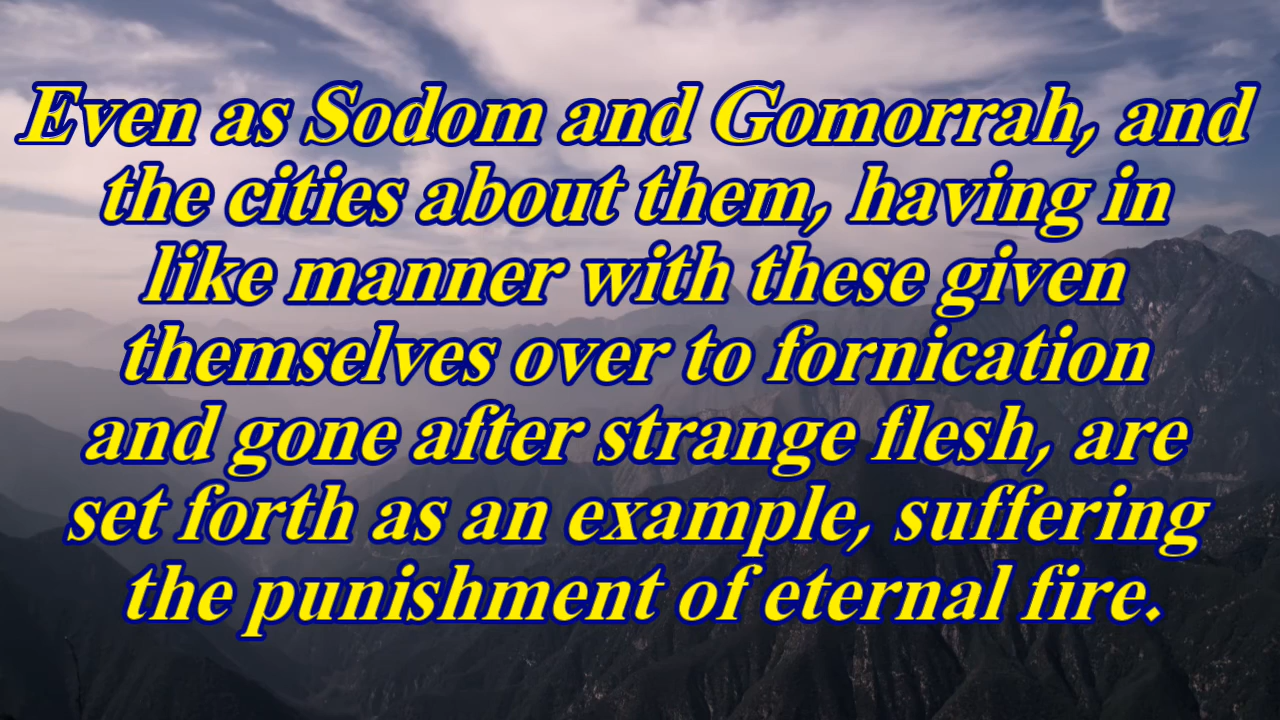 Even as Sodom and Gomorrah, and
the cities about them, having in
like manner with these given
themselves over to fornication
and gone after strange flesh, are
set forth as an example, suffering
the punishment of eternal fire.